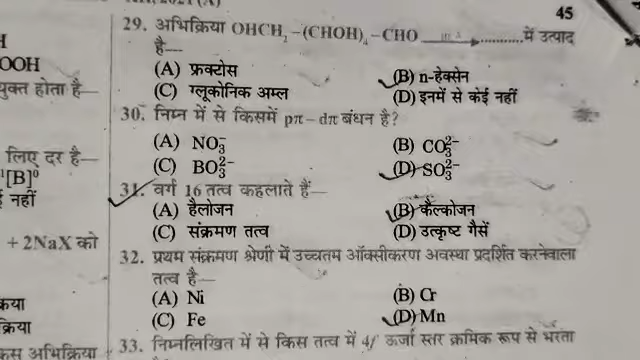 45
29. अभिक्रिया OHCH₂–(CHOH)₄–CHO ............में उत्पाद
है—
(A) फ्रक्टोस
(B) n-हेक्सेन
(C) ग्लूकोनिक अम्ल
(D) इनमें से कोई नहीं
30. निम्न में से किसमें pπ – dπ बंधन है?
(A) NO₃⁻
(B) CO₃²⁻
(C) BO₃²⁻
(D) SO₃²⁻
31. वर्ग 16 तत्व कहलाते हैं—
(A) हैलोजन
(B) कैल्कोजन
(C) संक्रमण तत्व
(D) उत्कृष्ट गैसें
32. प्रथम संक्रमण श्रेणी में उच्चतम ऑक्सीकरण अवस्था प्रदर्शित करनेवाला
तत्व है—
(A) Ni
(B) Cr
(C) Fe
(D) Mn
33. निम्नलिखित में से किस तत्व में 4f ऊर्जा स्तर क्रमिक रूप से भरता
OOH
युक्त होता है—
लिए दर है—
[B]⁰
नहीं
+ 2NaX को
क्रिया
अभिक्रिया